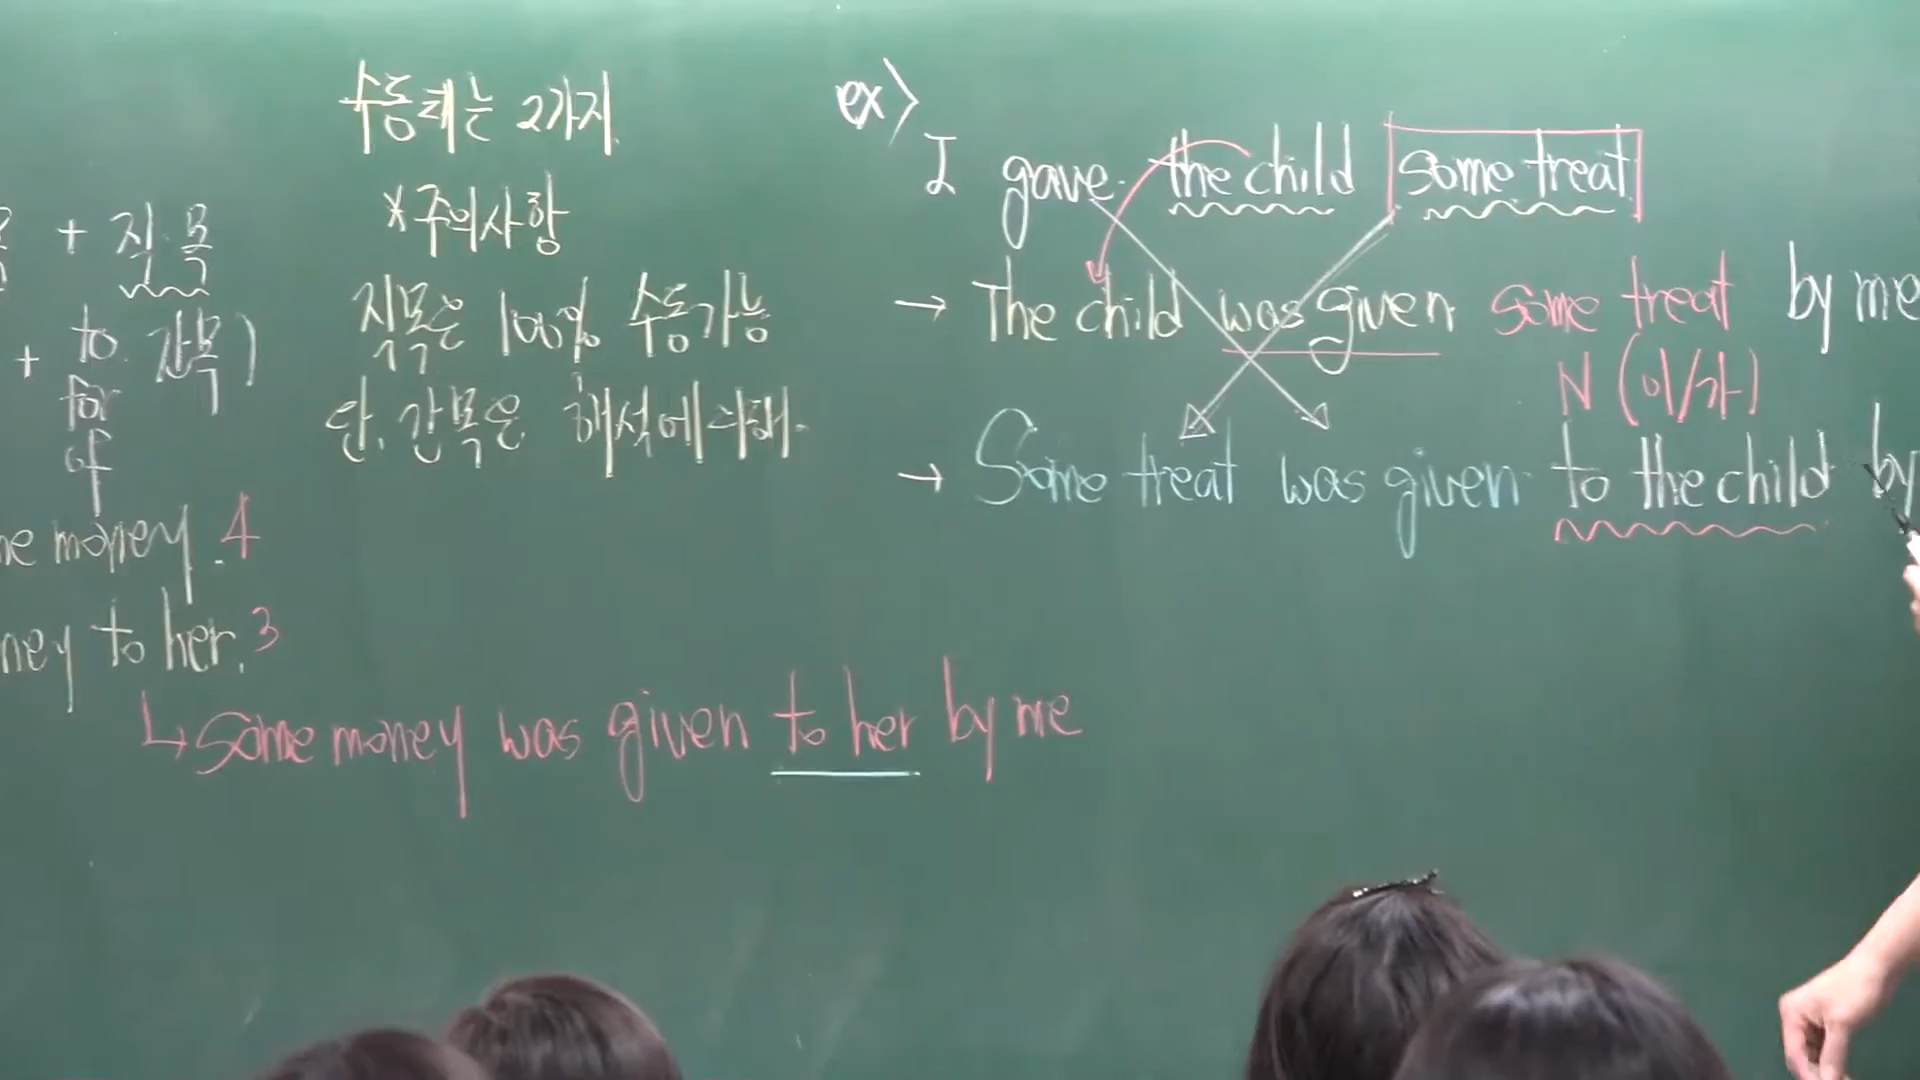 수동태는 2가지
*주의사항
직목은 100% 수동가능
단, 간목은 해석에 따라.
+ 직.목
+ to 간목)
for
of
me money. 4
ney to her. 3
↳ some money was given to her by me
ex>
I gave the child some treat
→ The child was given some treat by me
N (이/가)
→ Some treat was given to the child by